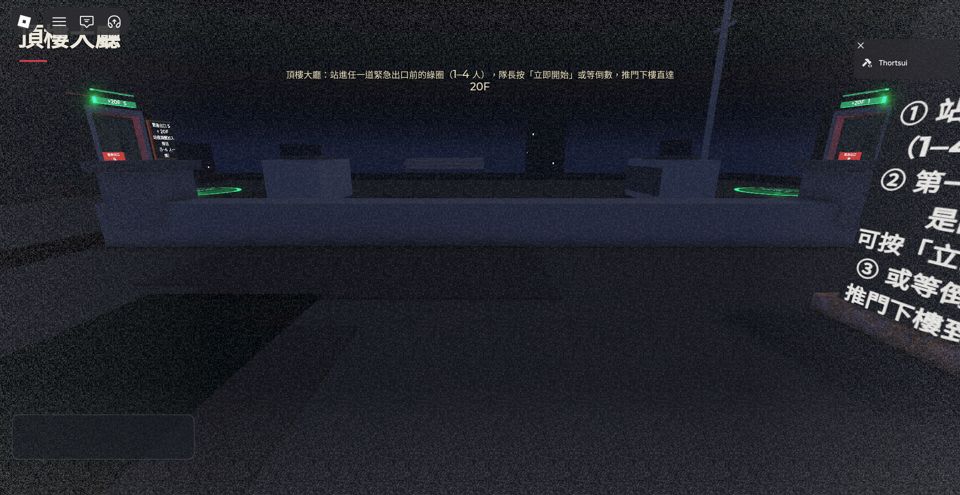 頂樓大廳
頂樓大廳：站進任一道緊急出口前的綠圈（1–4 人），隊長按「立即開始」或等倒數，推門下樓直達
20F
Thortsui
① 站
(1–4
② 第一
是
可按「立
③ 或等倒
推門下樓至